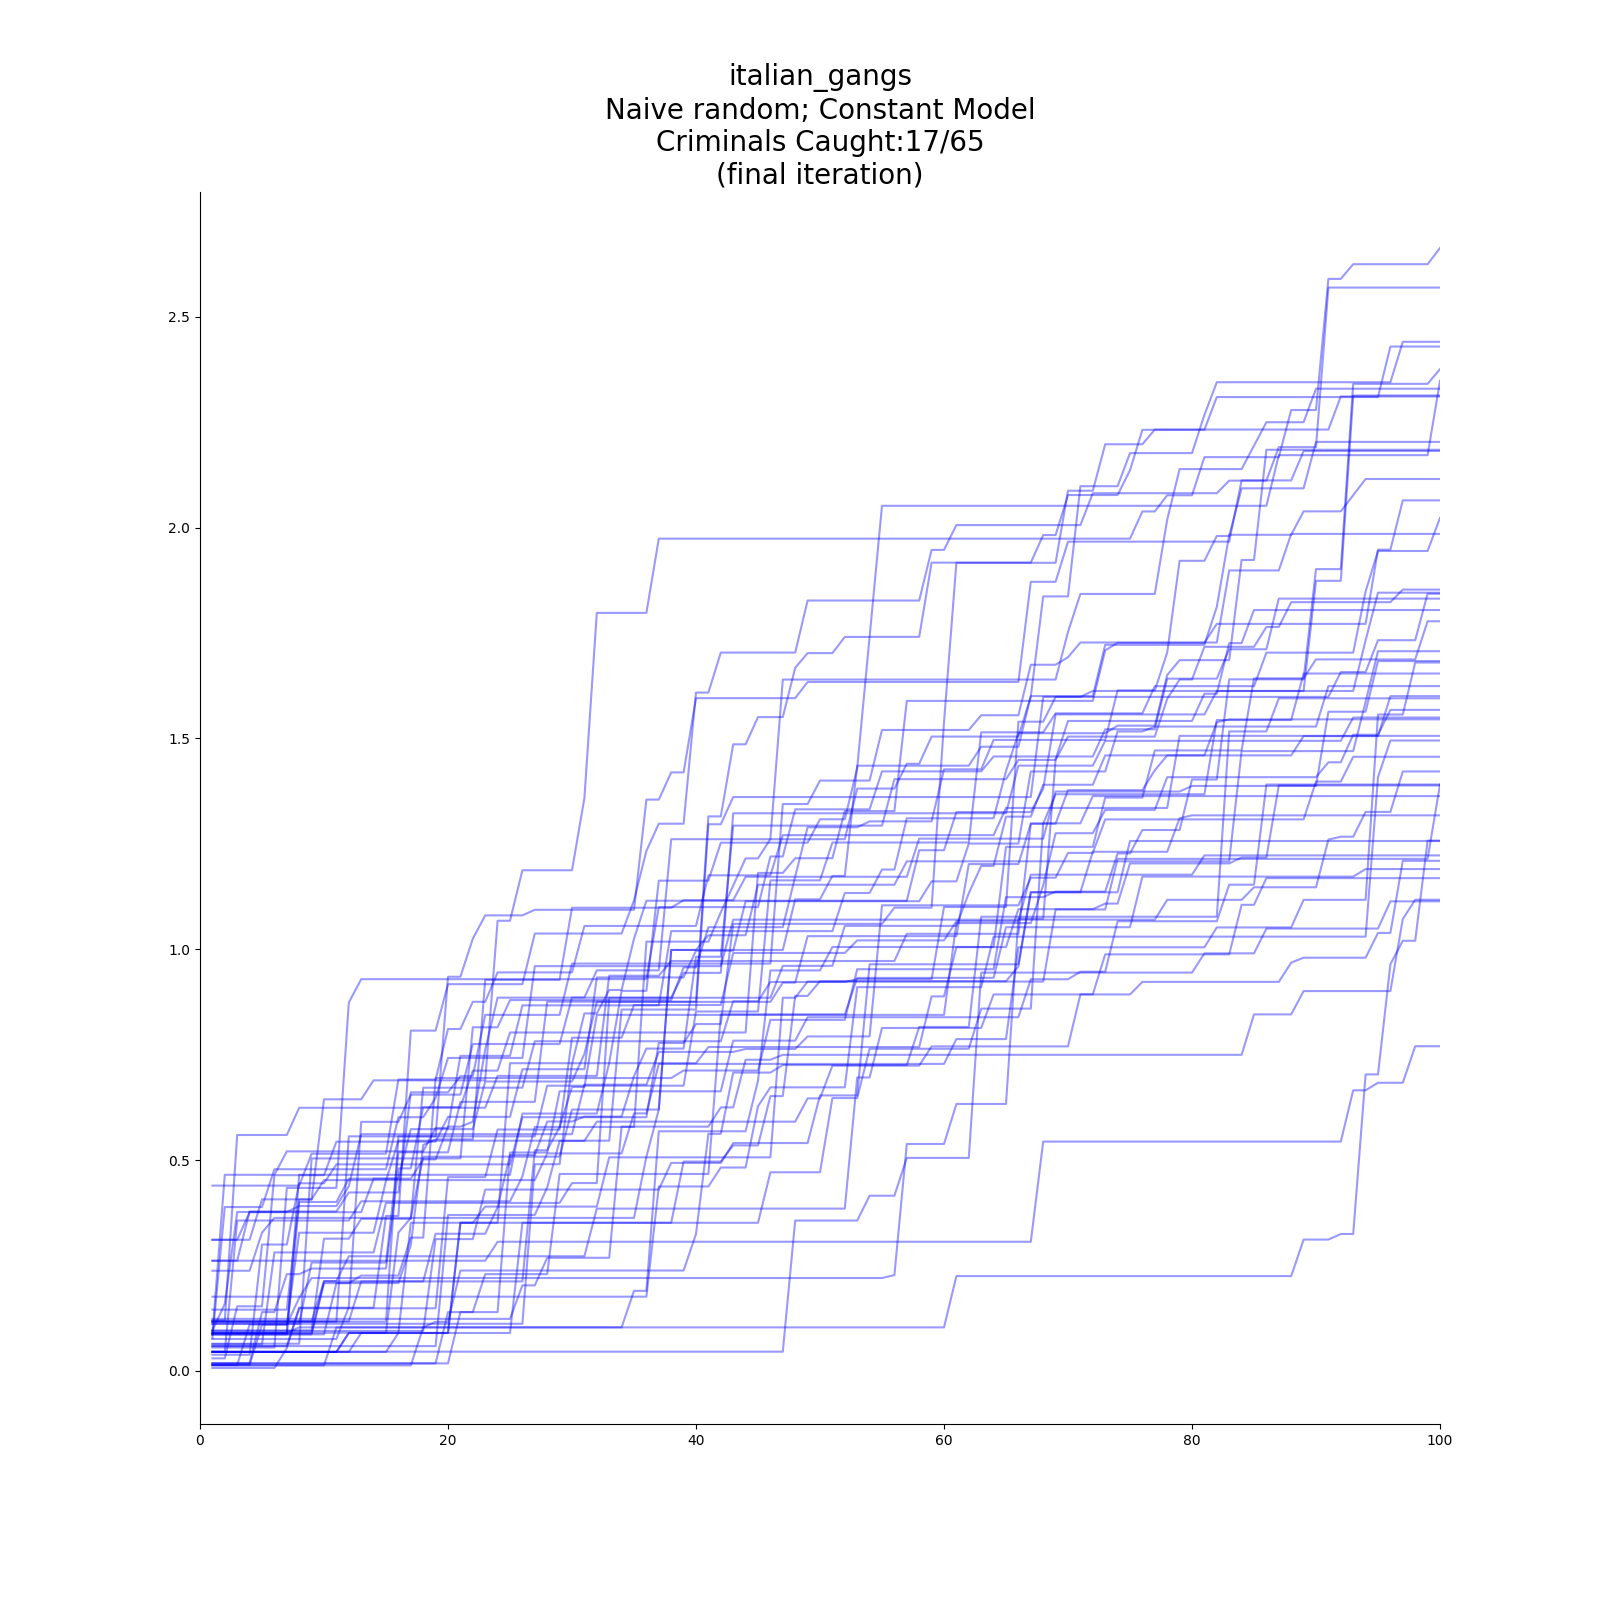 italian_gangs
Naive random; Constant Model
Criminals Caught:17/65
(final iteration)
2.5
2.0
1.5
1.0
0.5
0.0
0 20 40 60 80 100